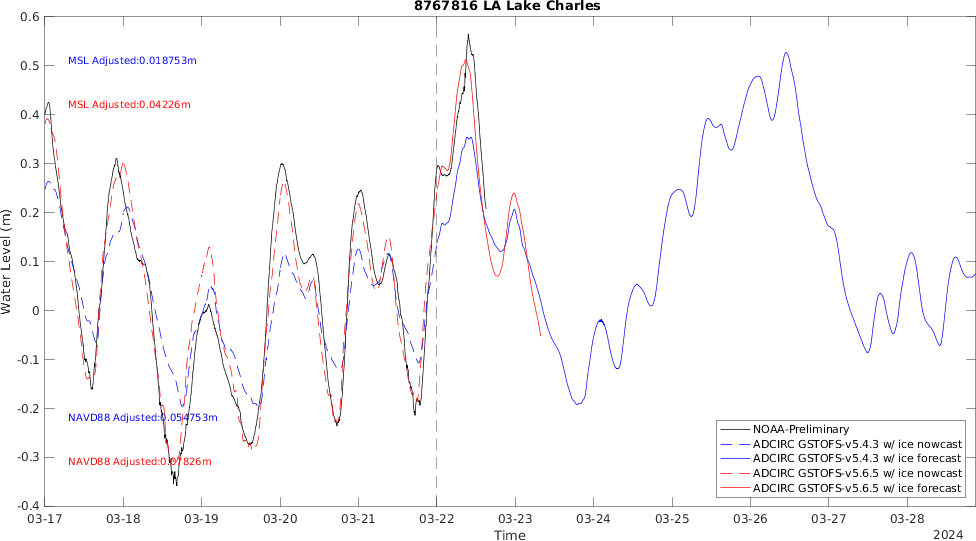 8767816 LA Lake Charles
0.6
0.5
0.4
0.3
0.2
0.1
0
-0.1
-0.2
-0.3
-0.4
Water Level (m)
MSL Adjusted:0.018753m
MSL Adjusted:0.04226m
NAVD88 Adjusted:0.054753m
NAVD88 Adjusted:0.07826m
NOAA-Preliminary
ADCIRC GSTOFS-v5.4.3 w/ ice nowcast
ADCIRC GSTOFS-v5.4.3 w/ ice forecast
ADCIRC GSTOFS-v5.6.5 w/ ice nowcast
ADCIRC GSTOFS-v5.6.5 w/ ice forecast
03-17 03-18 03-19 03-20 03-21 03-22 03-23 03-24 03-25 03-26 03-27 03-28
Time
2024